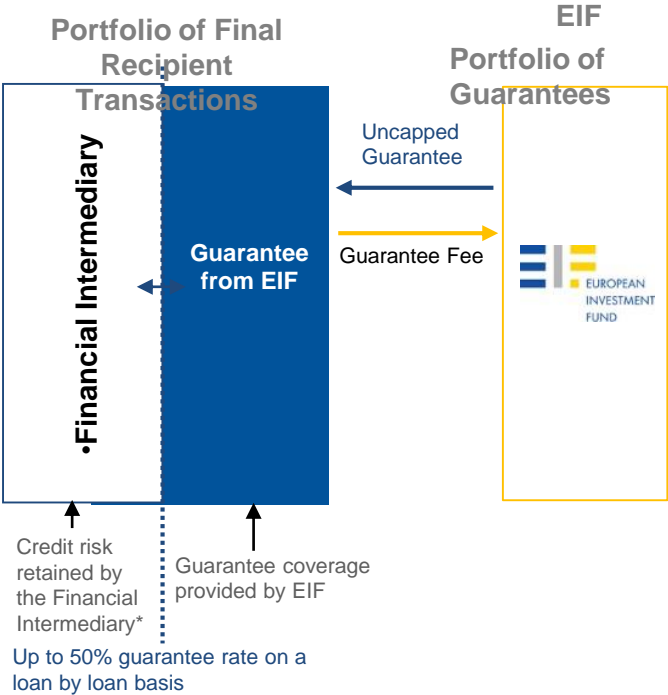 Portfolio of Final
Recipient
Transactions
EIF
Portfolio of
Guarantees
•Financial Intermediary
Guarantee
from EIF
Uncapped
Guarantee
Guarantee Fee
EIF
EUROPEAN
INVESTMENT
FUND
Credit risk
retained by
the Financial
Intermediary*
Guarantee coverage
provided by EIF
Up to 50% guarantee rate on a
loan by loan basis